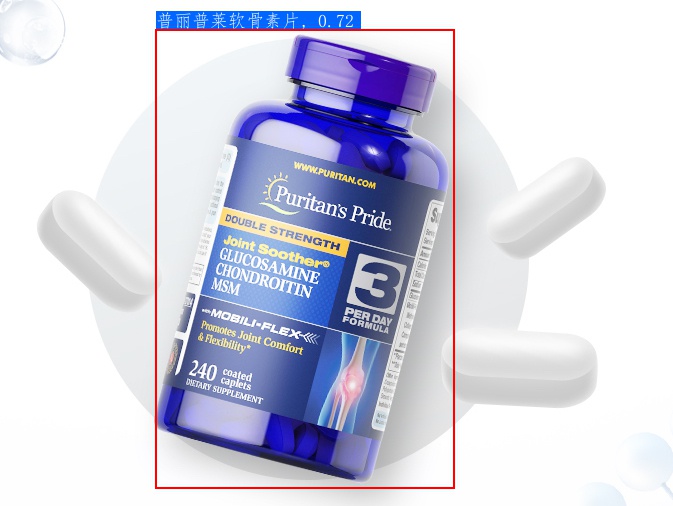 普丽普莱软骨素片, 0.72
WWW.PURITAN.COM
Puritan's Pride
DOUBLE STRENGTH
Joint Soother®
GLUCOSAMINE
CHONDROITIN
MSM
3
PER DAY
FORMULA
with MOBILI-FLEX
Promotes Joint Comfort
& Flexibility*
240 coated
caplets
DIETARY SUPPLEMENT